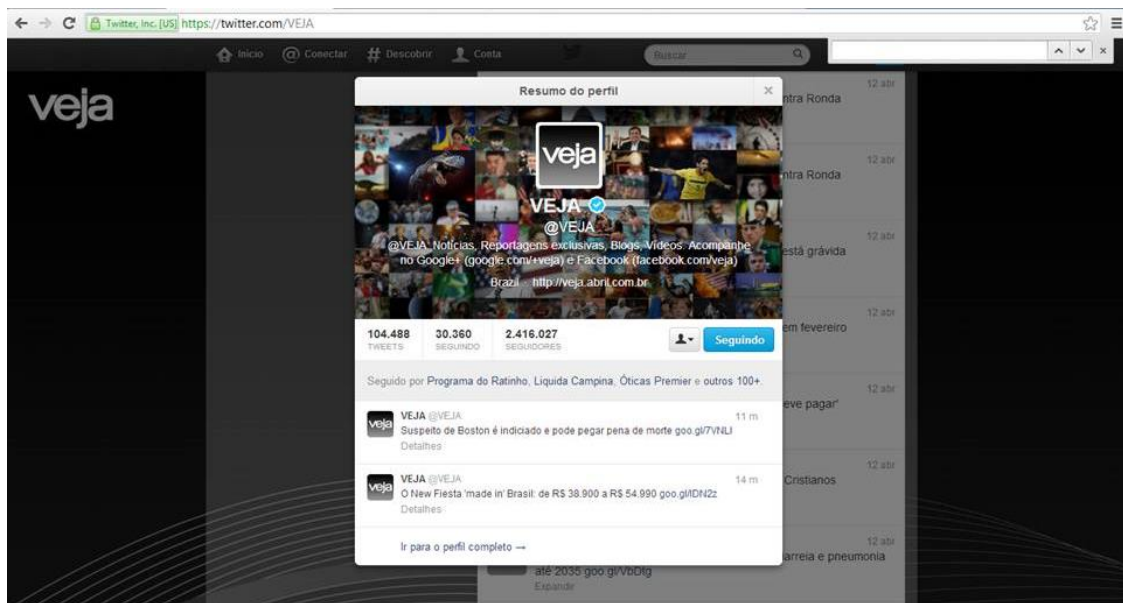 Twitter, Inc. [US] https://twitter.com/VEJA
Início @ Conectar # Descobrir Conta
Buscar
veja
Resumo do perfil
veja
VEJA
@VEJA
@VEJA: Notícias, Reportagens exclusivas, Blogs, Vídeos. Acompanhe
no Google+ (google.com/+veja) e Facebook (facebook.com/veja)
Brazil · http://veja.abril.com.br
104.488 30.360 2.416.027
TWEETS SEGUINDO SEGUIDORES
Seguindo
Seguido por Programa do Ratinho, Liquida Campina, Óticas Premier e outros 100+.
veja
VEJA @VEJA 11 m
Suspeito de Boston é indiciado e pode pegar pena de morte goo.gl/7VNLI
Detalhes
veja
VEJA @VEJA 14 m
O New Fiesta 'made in' Brasil: de R$ 38.900 a R$ 54.990 goo.gl/IDN2z
Detalhes
Ir para o perfil completo →
12 abr
ntra Ronda
12 abr
ntra Ronda
12 abr
está grávida
12 abr
em fevereiro
12 abr
eve pagar"
12 abr
Cristianos
12 abr
arreia e pneumonia
até 2035 goo.gl/VbDtg
Expandir